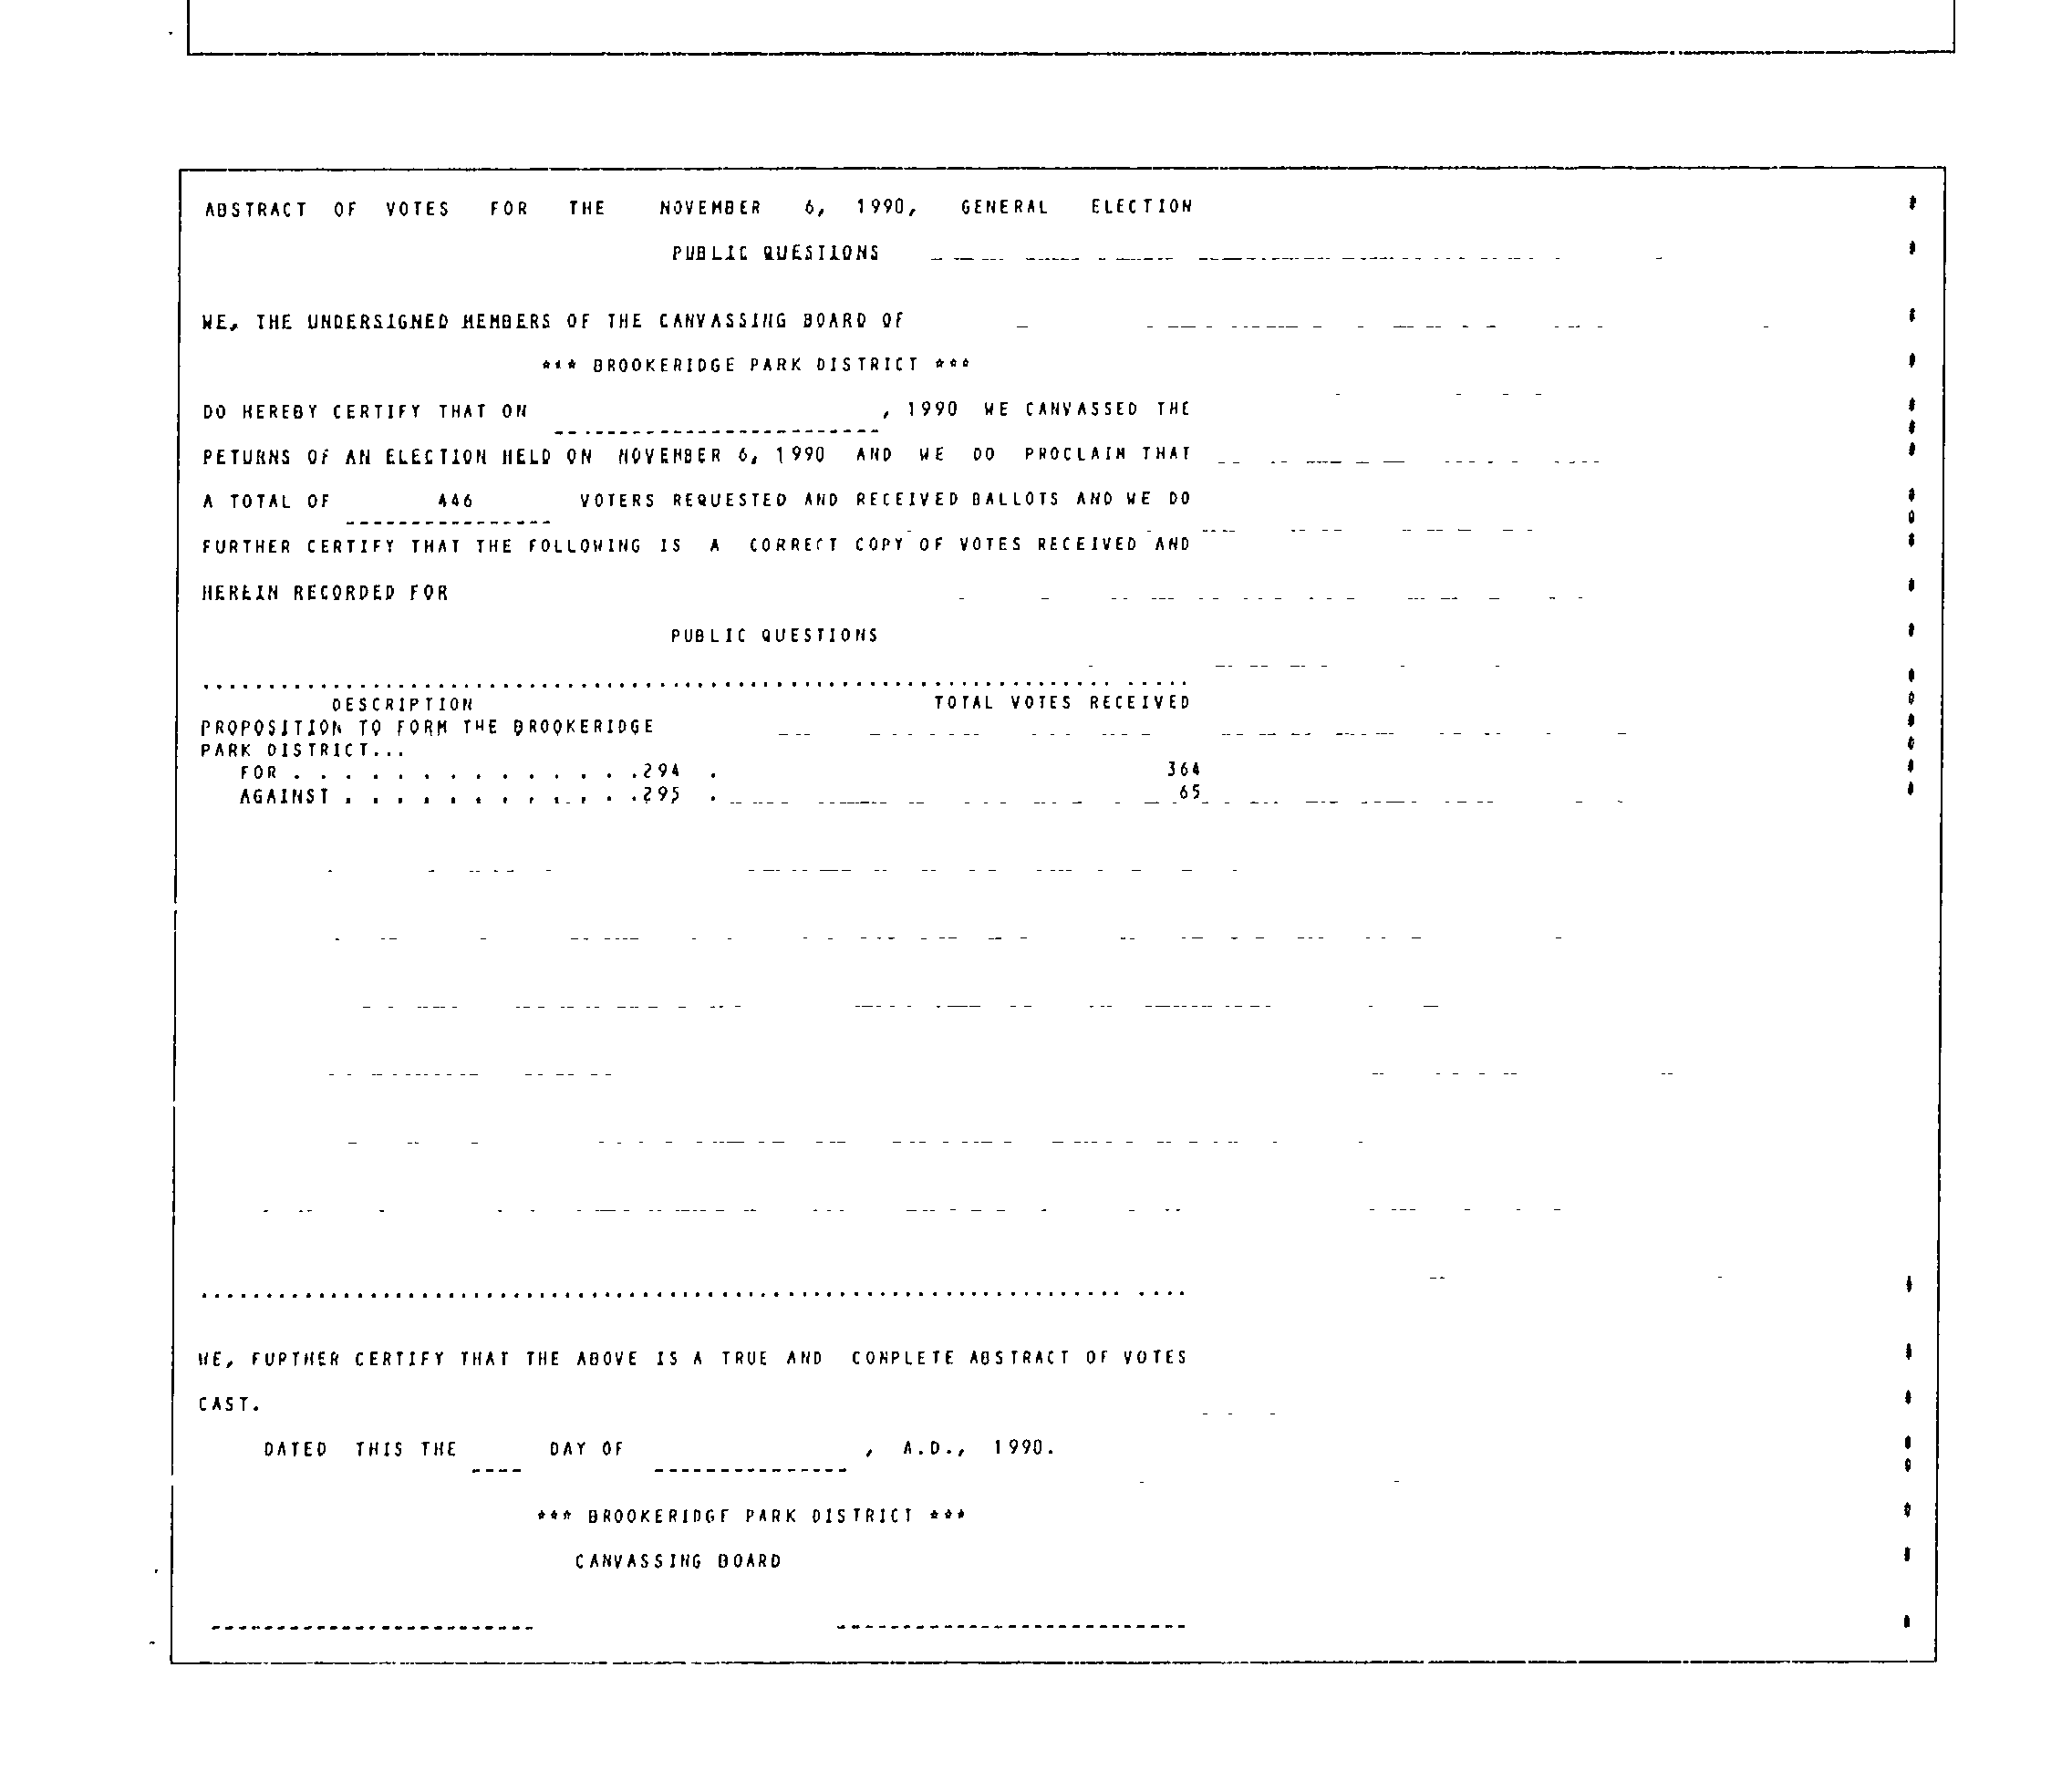 ABSTRACT OF VOTES FOR THE NOVEMBER 6, 1990, GENERAL ELECTION
PUBLIC QUESTIONS
WE, THE UNDERSIGNED MEMBERS OF THE CANVASSING BOARD OF
*** BROOKERIDGE PARK DISTRICT ***
DO HEREBY CERTIFY THAT ON , 1990 WE CANVASSED THE
RETURNS OF AN ELECTION HELD ON NOVEMBER 6, 1990 AND WE DO PROCLAIM THAT
A TOTAL OF 446 VOTERS REQUESTED AND RECEIVED BALLOTS AND WE DO
FURTHER CERTIFY THAT THE FOLLOWING IS A CORRECT COPY OF VOTES RECEIVED AND
HEREIN RECORDED FOR
PUBLIC QUESTIONS
DESCRIPTION TOTAL VOTES RECEIVED
PROPOSITION TO FORM THE BROOKERIDGE
PARK DISTRICT...
FOR . . . . . . . . . . . . . .294 . 364
AGAINST . . . . . . . . . . . .295 . 65
WE, FURTHER CERTIFY THAT THE ABOVE IS A TRUE AND COMPLETE ABSTRACT OF VOTES
CAST.
DATED THIS THE DAY OF , A.D., 1990.
*** BROOKERIDGE PARK DISTRICT ***
CANVASSING BOARD